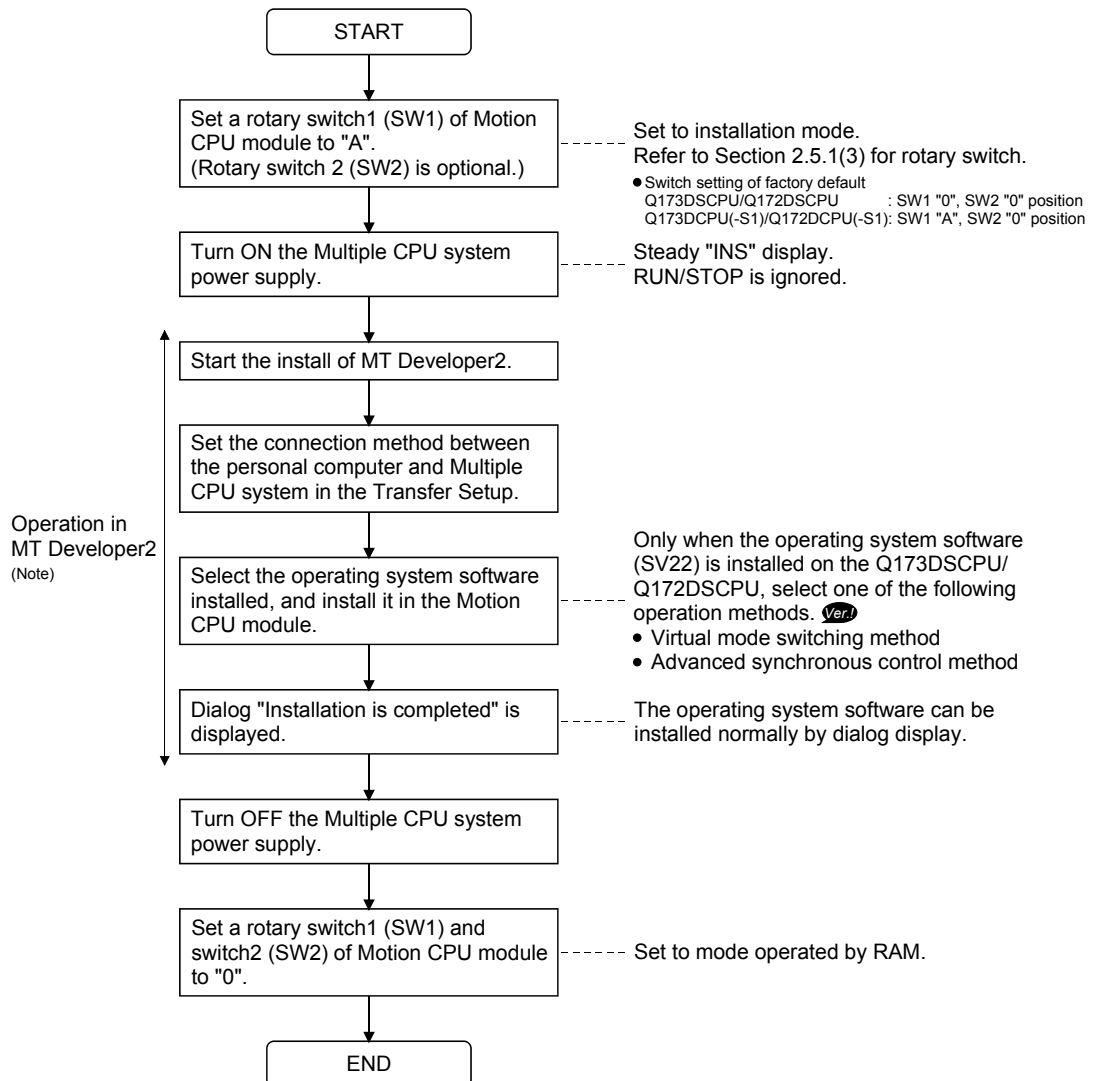 START
Set a rotary switch1 (SW1) of Motion
CPU module to "A".
(Rotary switch 2 (SW2) is optional.)
Set to installation mode.
Refer to Section 2.5.1(3) for rotary switch.
● Switch setting of factory default
Q173DSCPU/Q172DSCPU : SW1 "0", SW2 "0" position
Q173DCPU(-S1)/Q172DCPU(-S1): SW1 "A", SW2 "0" position
Turn ON the Multiple CPU system
power supply.
Steady "INS" display.
RUN/STOP is ignored.
Operation in
MT Developer2
(Note)
Start the install of MT Developer2.
Set the connection method between
the personal computer and Multiple
CPU system in the Transfer Setup.
Select the operating system software
installed, and install it in the Motion
CPU module.
Only when the operating system software
(SV22) is installed on the Q173DSCPU/
Q172DSCPU, select one of the following
operation methods. Ver.!
● Virtual mode switching method
● Advanced synchronous control method
Dialog "Installation is completed" is
displayed.
The operating system software can be
installed normally by dialog display.
Turn OFF the Multiple CPU system
power supply.
Set a rotary switch1 (SW1) and
switch2 (SW2) of Motion CPU module
to "0".
Set to mode operated by RAM.
END